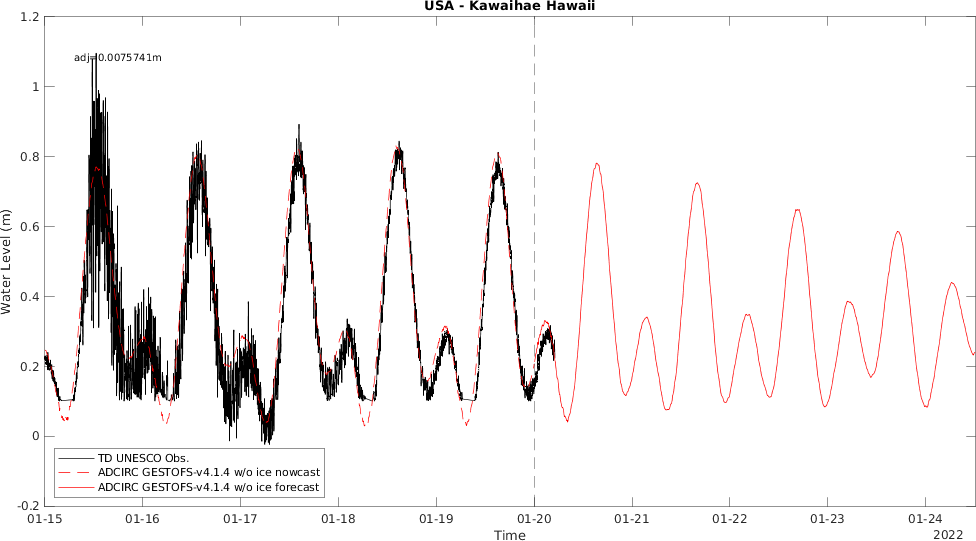 USA - Kawaihae Hawaii
adj=0.0075741m
1.2
1
0.8
0.6
0.4
0.2
0
-0.2
Water Level (m)
TD UNESCO Obs.
ADCIRC GESTOFS-v4.1.4 w/o ice nowcast
ADCIRC GESTOFS-v4.1.4 w/o ice forecast
01-15 01-16 01-17 01-18 01-19 01-20 01-21 01-22 01-23 01-24
Time
2022